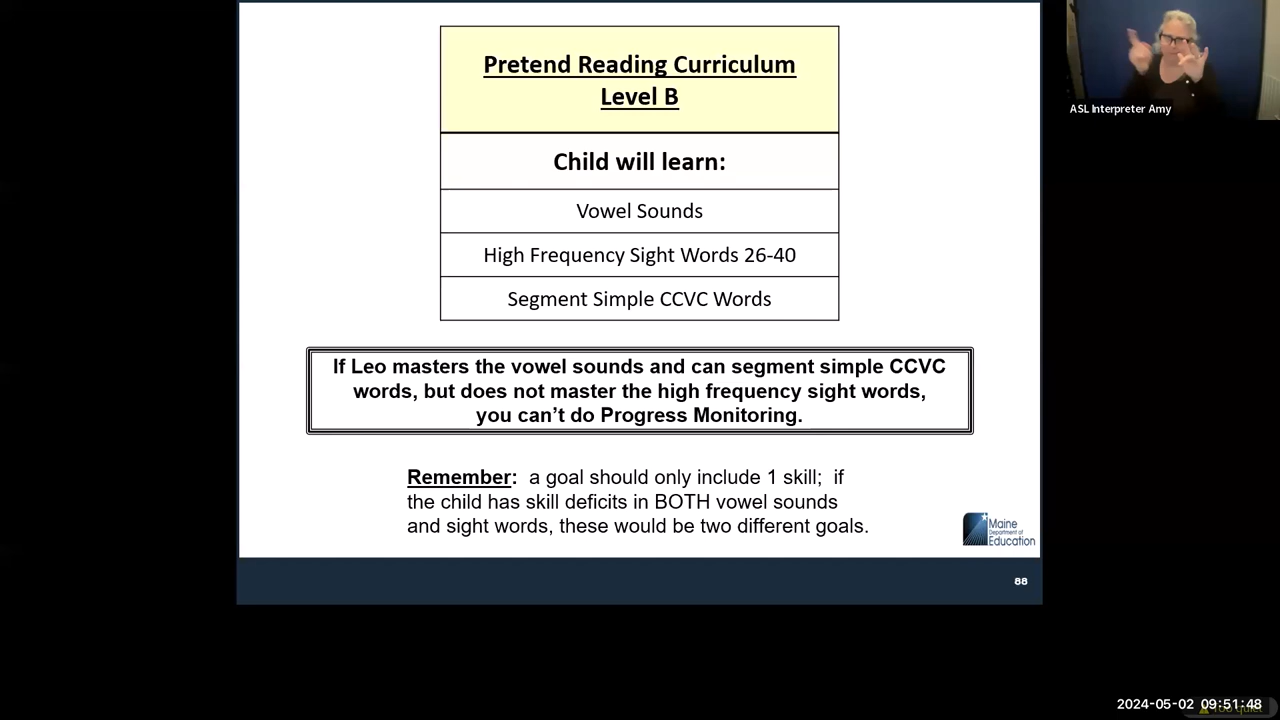 Pretend Reading Curriculum
Level B
Child will learn:
Vowel Sounds
High Frequency Sight Words 26-40
Segment Simple CCVC Words
If Leo masters the vowel sounds and can segment simple CCVC
words, but does not master the high frequency sight words,
you can’t do Progress Monitoring.
Remember: a goal should only include 1 skill; if
the child has skill deficits in BOTH vowel sounds
and sight words, these would be two different goals.
Maine
Department of
Education
88
ASL Interpreter Amy
2024-05-02 09:51:48
Too quiet